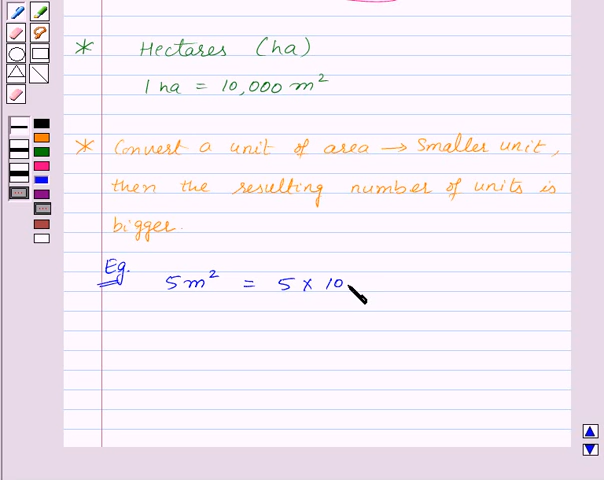 * Hectares (ha)
1 ha = 10,000 m²
* Convert a unit of area → Smaller unit,
then the resulting number of units is
bigger.
Eg. 5m² = 5 × 10